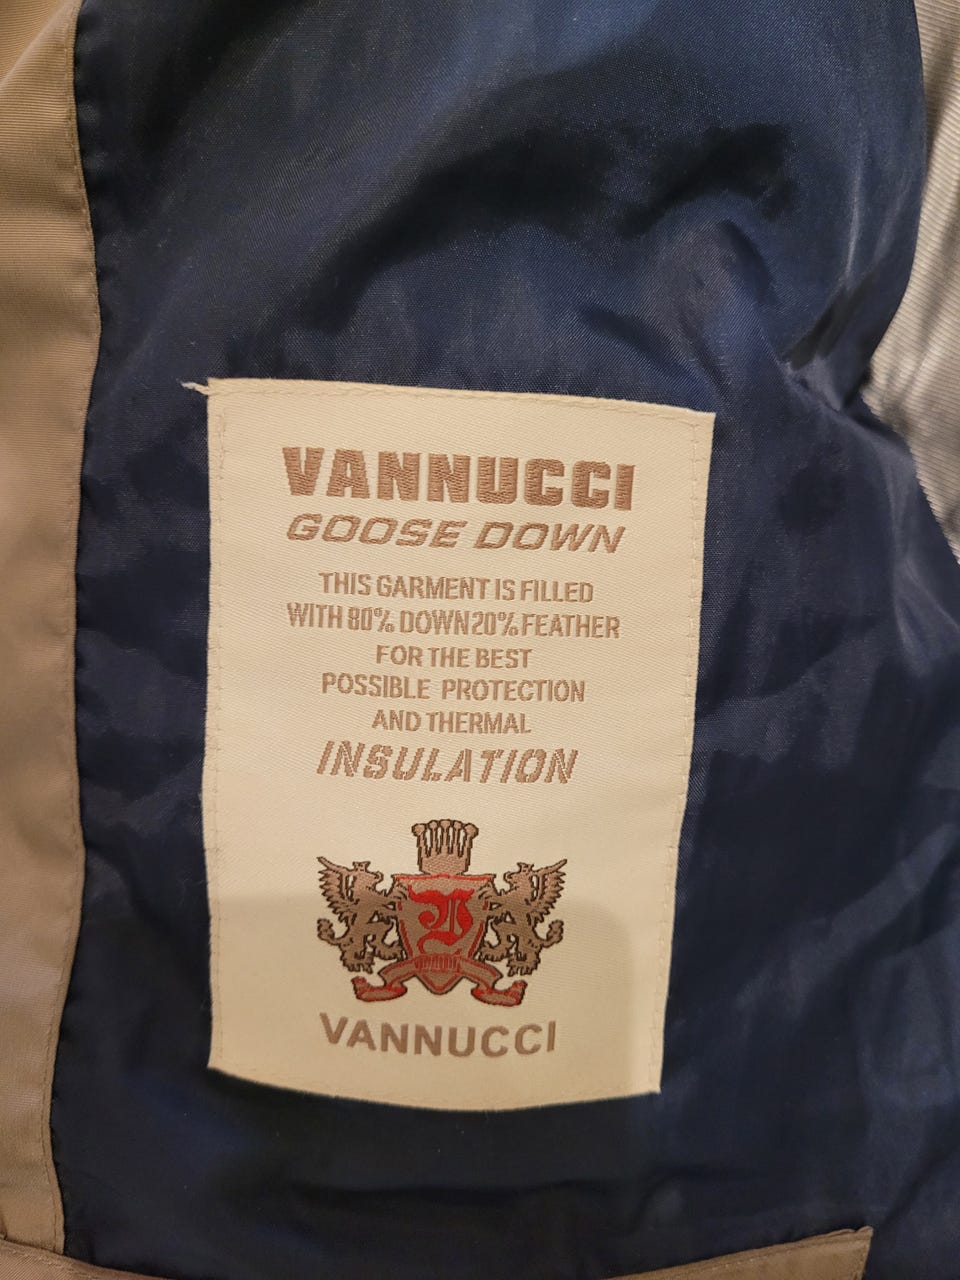 VANNUCCI
GOOSE DOWN
THIS GARMENT IS FILLED
WITH 80% DOWN 20% FEATHER
FOR THE BEST
POSSIBLE PROTECTION
AND THERMAL
INSULATION
VANNUCCI